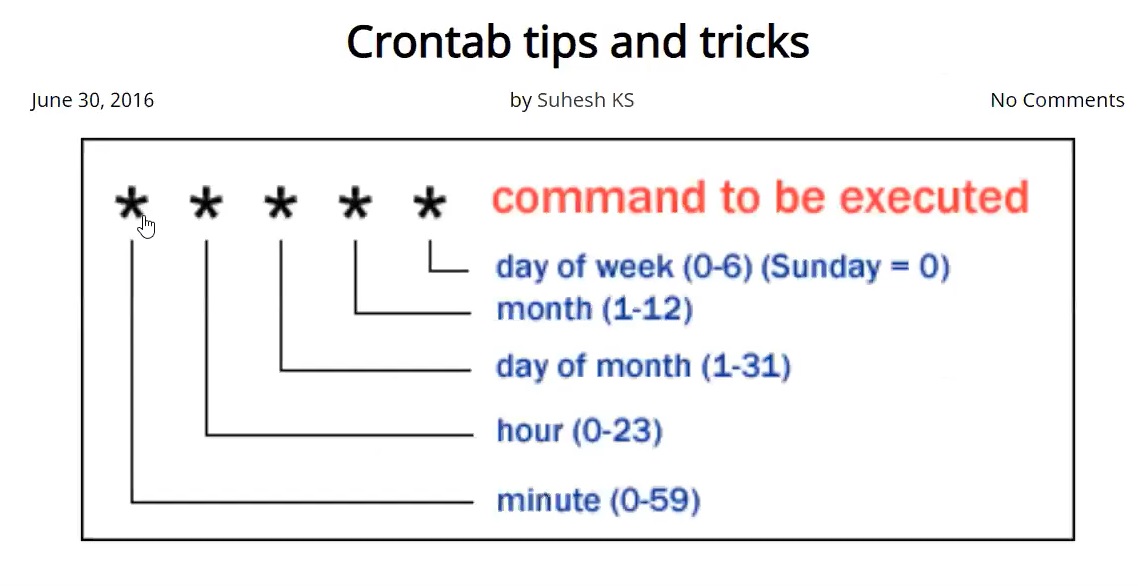 Crontab tips and tricks
June 30, 2016 by Suhesh KS No Comments
* * * * * command to be executed
day of week (0-6) (Sunday = 0)
month (1-12)
day of month (1-31)
hour (0-23)
minute (0-59)